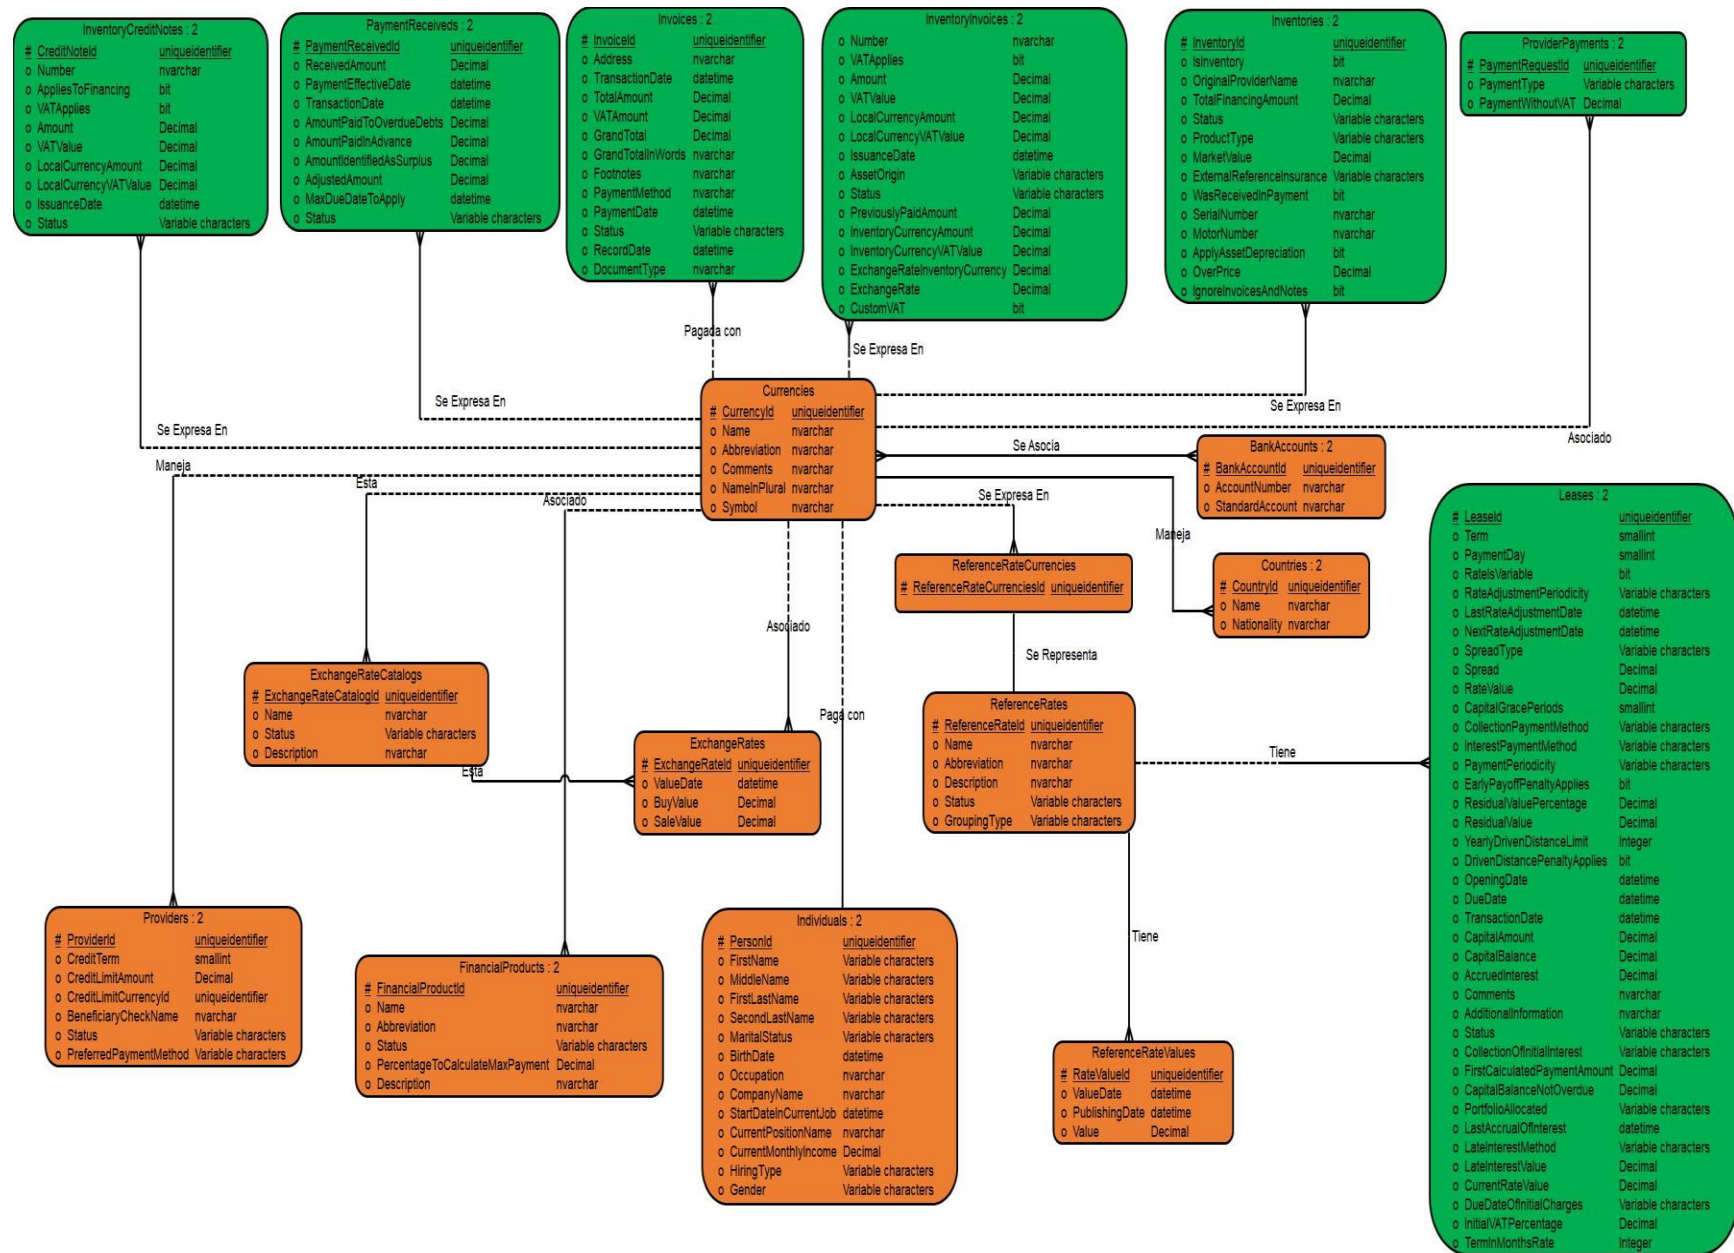 InventoryCreditNotes : 2
# CreditNoteId uniqueidentifier
o Number nvarchar
o AppliesToFinancing bit
o VATApplies bit
o Amount Decimal
o VATValue Decimal
o LocalCurrencyAmount Decimal
o LocalCurrencyVATValue Decimal
o IssuanceDate datetime
o Status Variable characters
PaymentReceiveds : 2
# PaymentReceivedId uniqueidentifier
o ReceivedAmount Decimal
o PaymentEffectiveDate datetime
o TransactionDate datetime
o AmountPaidToOverdueDebts Decimal
o AmountPaidInAdvance Decimal
o AmountIdentifiedAsSurplus Decimal
o AdjustedAmount Decimal
o MaxDueDateToApply datetime
o Status Variable characters
Invoices : 2
# InvoiceId uniqueidentifier
o Address nvarchar
o TransactionDate datetime
o TotalAmount Decimal
o VATAmount Decimal
o GrandTotal Decimal
o GrandTotalInWords nvarchar
o Footnotes nvarchar
o PaymentMethod nvarchar
o PaymentDate datetime
o Status Variable characters
o RecordDate datetime
o DocumentType nvarchar
InventoryInvoices : 2
o Number nvarchar
o VATApplies bit
o Amount Decimal
o VATValue Decimal
o LocalCurrencyAmount Decimal
o LocalCurrencyVATValue Decimal
o IssuanceDate datetime
o AssetOrigin Variable characters
o Status Variable characters
o PreviouslyPaidAmount Decimal
o InventoryCurrencyAmount Decimal
o InventoryCurrencyVATValue Decimal
o ExchangeRateInventoryCurrency Decimal
o ExchangeRate Decimal
o CustomVAT bit
Inventories : 2
# InventoryId uniqueidentifier
o IsInventory bit
o OriginalProviderName nvarchar
o TotalFinancingAmount Decimal
o Status Variable characters
o ProductType Variable characters
o MarketValue Decimal
o ExternalReferenceInsurance Variable characters
o WasReceivedInPayment bit
o SerialNumber nvarchar
o MotorNumber nvarchar
o ApplyAssetDepreciation bit
o OverPrice Decimal
o IgnoreInvoicesAndNotes bit
ProviderPayments : 2
# PaymentRequestId uniqueidentifier
o PaymentType Variable characters
o PaymentWithoutVAT Decimal
Pagada con
Se Expresa En
Se Expresa En
Se Expresa En
Se Expresa En
Asociado
Maneja
Esta
Asociado
Currencies
# CurrencyId uniqueidentifier
o Name nvarchar
o Abbreviation nvarchar
o Comments nvarchar
o NameInPlural nvarchar
o Symbol nvarchar
Se Asocia
BankAccounts : 2
# BankAccountId uniqueidentifier
o AccountNumber nvarchar
o StandardAccount nvarchar
Se Expresa En
Maneja
ReferenceRateCurrencies
# ReferenceRateCurrenciesId uniqueidentifier
Countries : 2
# CountryId uniqueidentifier
o Name nvarchar
o Nationality nvarchar
Asociado
Se Representa
ExchangeRateCatalogs
# ExchangeRateCatalogId uniqueidentifier
o Name nvarchar
o Status Variable characters
o Description nvarchar
Esta
Paga con
ExchangeRates
# ExchangeRateId uniqueidentifier
o ValueDate datetime
o BuyValue Decimal
o SaleValue Decimal
ReferenceRates
# ReferenceRateId uniqueidentifier
o Name nvarchar
o Abbreviation nvarchar
o Description nvarchar
o Status Variable characters
o GroupingType Variable characters
Tiene
Tiene
Leases : 2
# LeaseId uniqueidentifier
o Term smallint
o PaymentDay smallint
o RateIsVariable bit
o RateAdjustmentPeriodicity Variable characters
o LastRateAdjustmentDate datetime
o NextRateAdjustmentDate datetime
o SpreadType Variable characters
o Spread Decimal
o RateValue Decimal
o CapitalGracePeriods smallint
o CollectionPaymentMethod Variable characters
o InterestPaymentMethod Variable characters
o PaymentPeriodicity Variable characters
o EarlyPayoffPenaltyApplies bit
o ResidualValuePercentage Decimal
o ResidualValue Decimal
o YearlyDrivenDistanceLimit Integer
o DrivenDistancePenaltyApplies bit
o OpeningDate datetime
o DueDate datetime
o TransactionDate datetime
o CapitalAmount Decimal
o CapitalBalance Decimal
o AccruedInterest Decimal
o Comments nvarchar
o AdditionalInformation nvarchar
o Status Variable characters
o CollectionOfInitialInterest Variable characters
o FirstCalculatedPaymentAmount Decimal
o CapitalBalanceNotOverdue Decimal
o PortfolioAllocated Variable characters
o LastAccrualOfInterest datetime
o LateInterestMethod Variable characters
o LateInterestValue Decimal
o CurrentRateValue Decimal
o DueDateOfInitialCharges Variable characters
o InitialVATPercentage Decimal
o TermInMonthsRate Integer
Providers : 2
# ProviderId uniqueidentifier
o CreditTerm smallint
o CreditLimitAmount Decimal
o CreditLimitCurrencyId uniqueidentifier
o BeneficiaryCheckName nvarchar
o Status Variable characters
o PreferredPaymentMethod Variable characters
FinancialProducts : 2
# FinancialProductId uniqueidentifier
o Name nvarchar
o Abbreviation nvarchar
o Status Variable characters
o PercentageToCalculateMaxPayment Decimal
o Description nvarchar
Individuals : 2
# PersonId uniqueidentifier
o FirstName Variable characters
o MiddleName Variable characters
o FirstLastName Variable characters
o SecondLastName Variable characters
o MaritalStatus Variable characters
o BirthDate datetime
o Occupation nvarchar
o CompanyName nvarchar
o StartDateInCurrentJob datetime
o CurrentPositionName nvarchar
o CurrentMonthlyIncome Decimal
o HiringType Variable characters
o Gender Variable characters
ReferenceRateValues
# RateValueId uniqueidentifier
o ValueDate datetime
o PublishingDate datetime
o Value Decimal